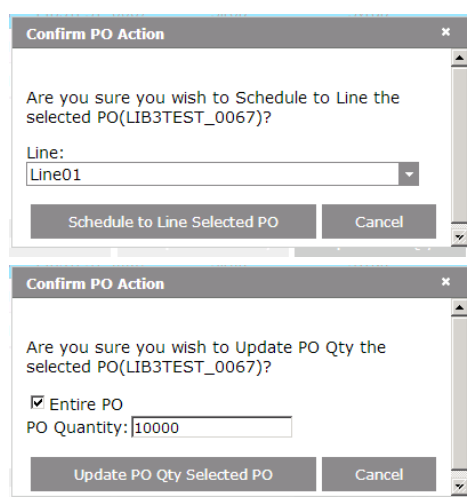 Confirm PO Action
Are you sure you wish to Schedule to Line the
selected PO(LIB3TEST_0067)?
Line:
Line01
Schedule to Line Selected PO Cancel
Confirm PO Action
Are you sure you wish to Update PO Qty the
selected PO(LIB3TEST_0067)?
Entire PO
PO Quantity: 10000
Update PO Qty Selected PO Cancel